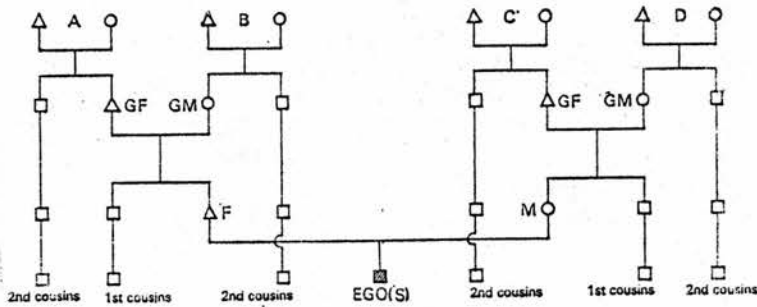 A B C D
GF GM GF GM
F M
2nd cousins 1st cousins 2nd cousins EGO(S) 2nd cousins 1st cousins 2nd cousins